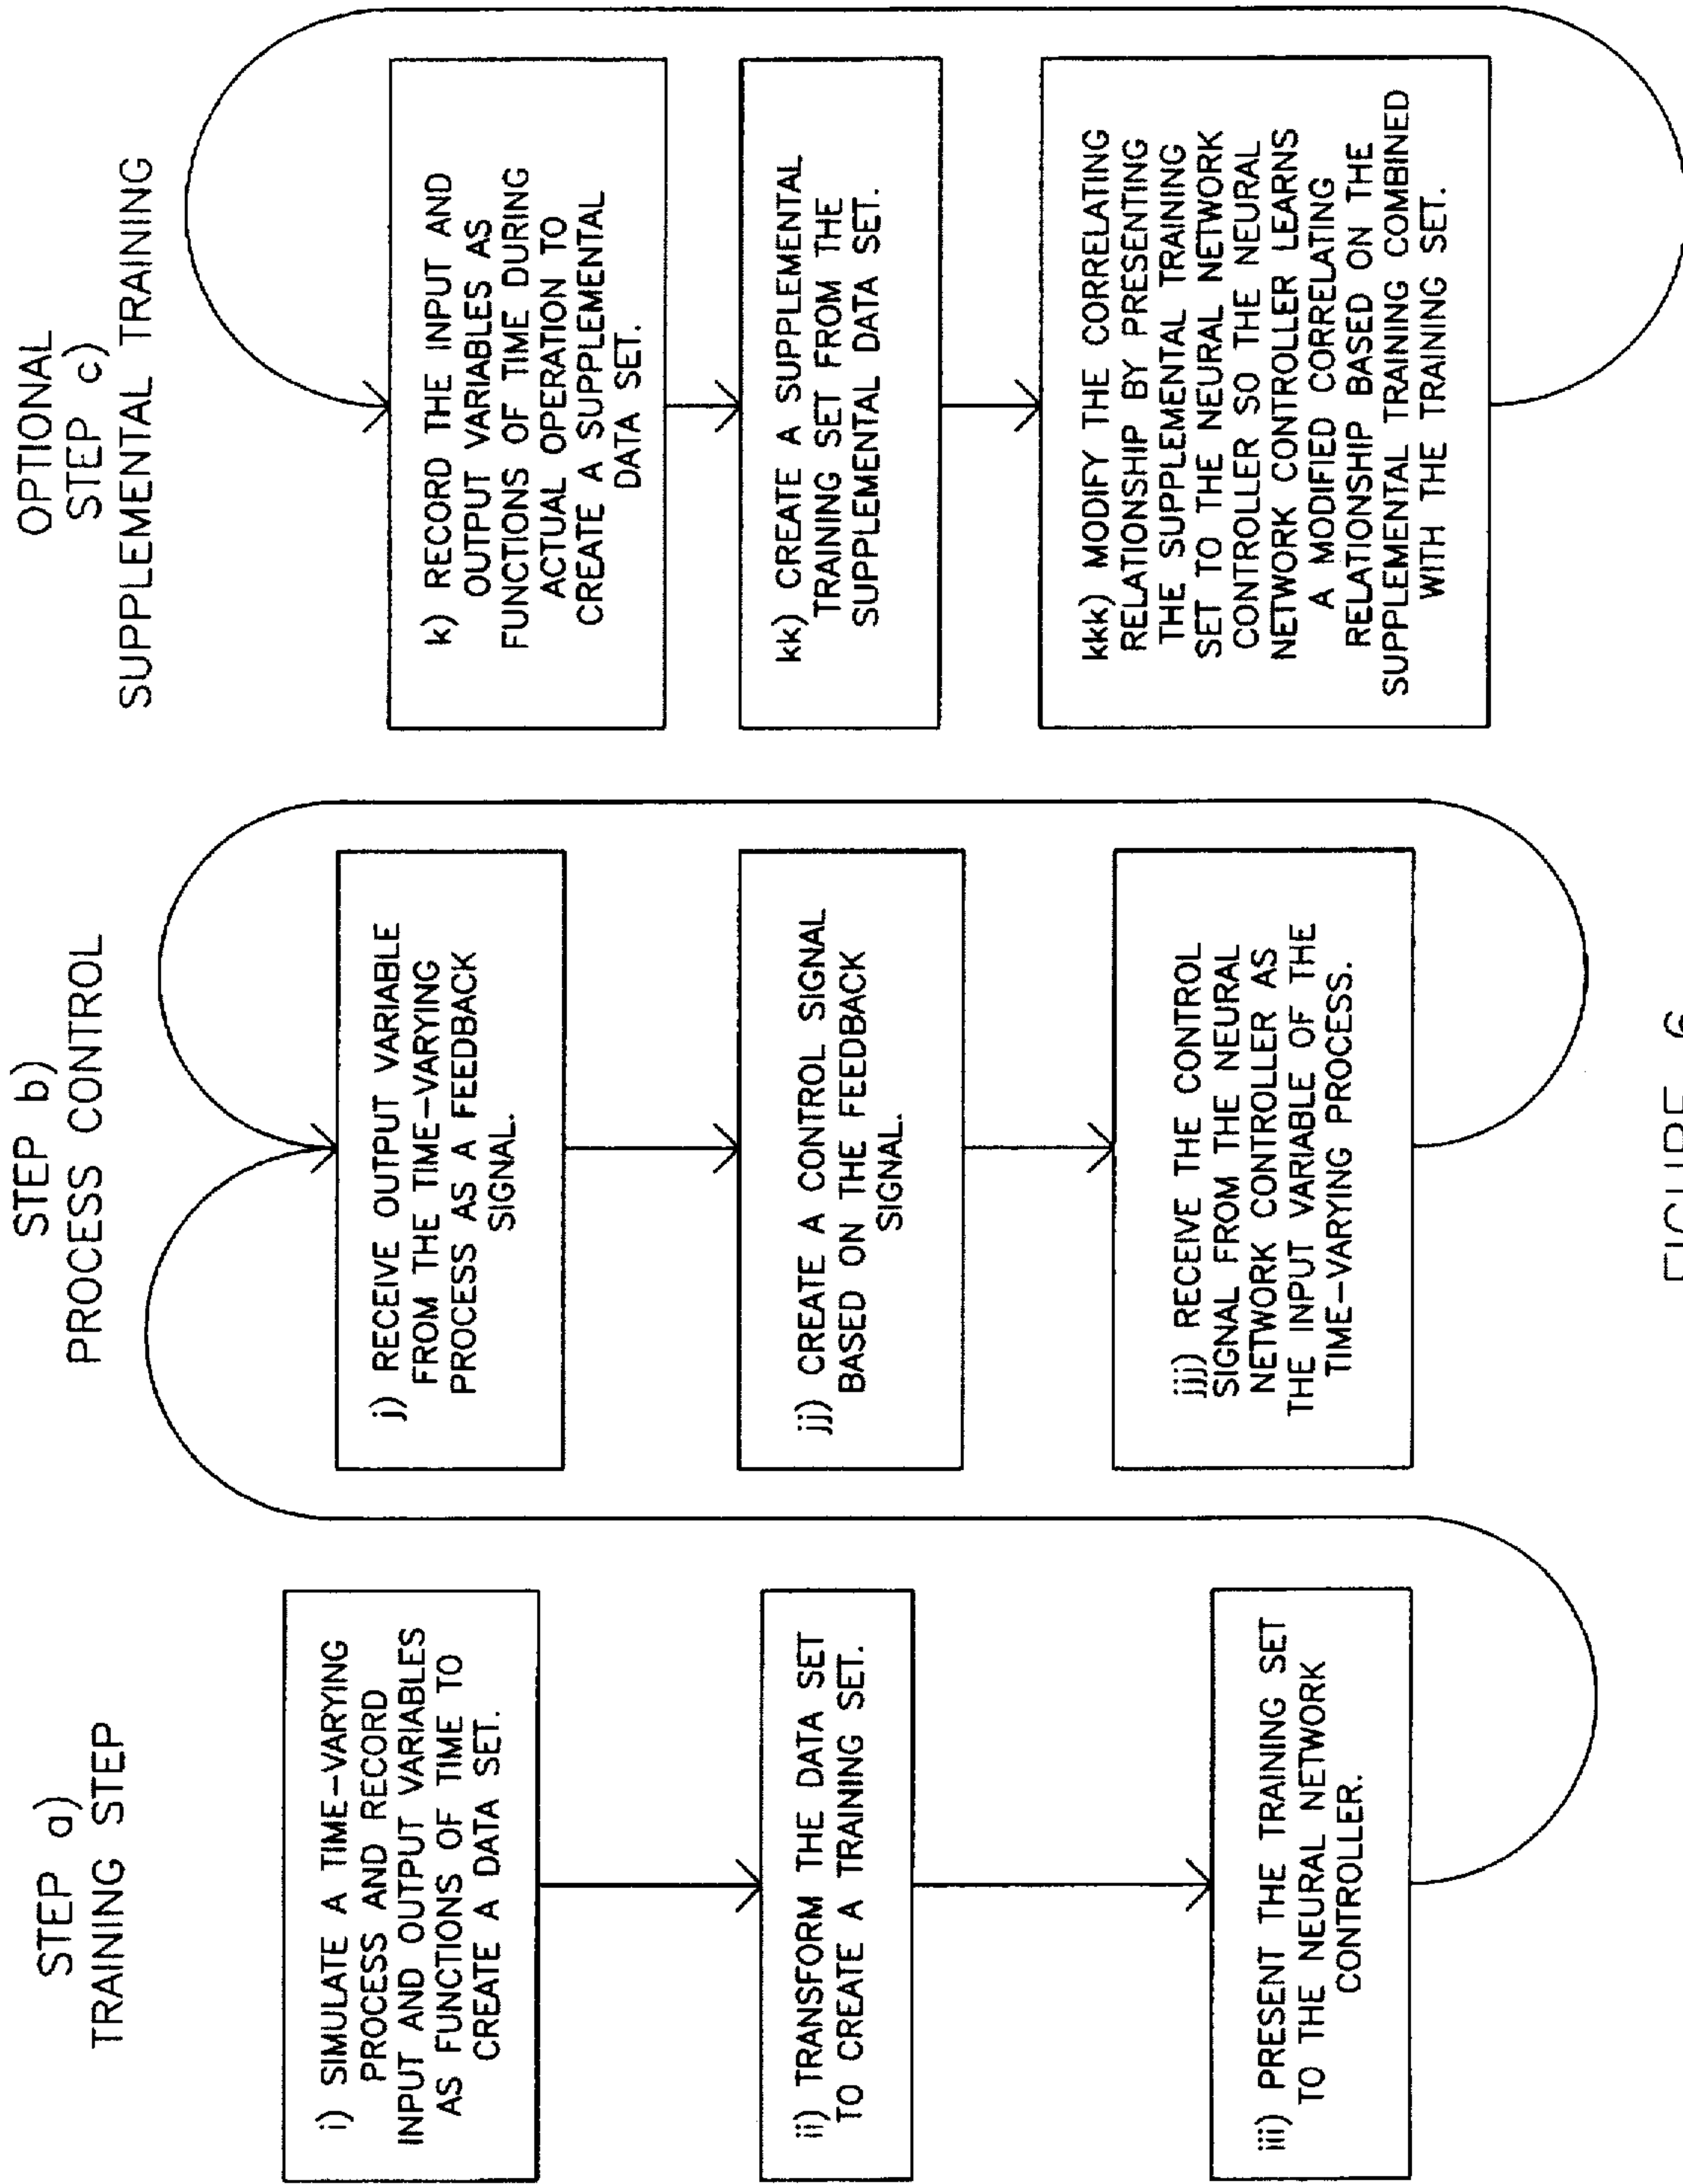 STEP a)
TRAINING STEP
i) SIMULATE A TIME-VARYING
PROCESS AND RECORD
INPUT AND OUTPUT VARIABLES
AS FUNCTIONS OF TIME TO
CREATE A DATA SET.
ii) TRANSFORM THE DATA SET
TO CREATE A TRAINING SET.
iii) PRESENT THE TRAINING SET
TO THE NEURAL NETWORK
CONTROLLER.
STEP b)
PROCESS CONTROL
j) RECEIVE OUTPUT VARIABLE
FROM THE TIME-VARYING
PROCESS AS A FEEDBACK
SIGNAL.
jj) CREATE A CONTROL SIGNAL
BASED ON THE FEEDBACK
SIGNAL.
jjj) RECEIVE THE CONTROL
SIGNAL FROM THE NEURAL
NETWORK CONTROLLER AS
THE INPUT VARIABLE OF THE
TIME-VARYING PROCESS.
OPTIONAL
STEP c)
SUPPLEMENTAL TRAINING
k) RECORD THE INPUT AND
OUTPUT VARIABLES AS
FUNCTIONS OF TIME DURING
ACTUAL OPERATION TO
CREATE A SUPPLEMENTAL
DATA SET.
kk) CREATE A SUPPLEMENTAL
TRAINING SET FROM THE
SUPPLEMENTAL DATA SET.
kkk) MODIFY THE CORRELATING
RELATIONSHIP BY PRESENTING
THE SUPPLEMENTAL TRAINING
SET TO THE NEURAL NETWORK
CONTROLLER SO THE NEURAL
NETWORK CONTROLLER LEARNS
A MODIFIED CORRELATING
RELATIONSHIP BASED ON THE
SUPPLEMENTAL TRAINING COMBINED
WITH THE TRAINING SET.
FIGURE 6